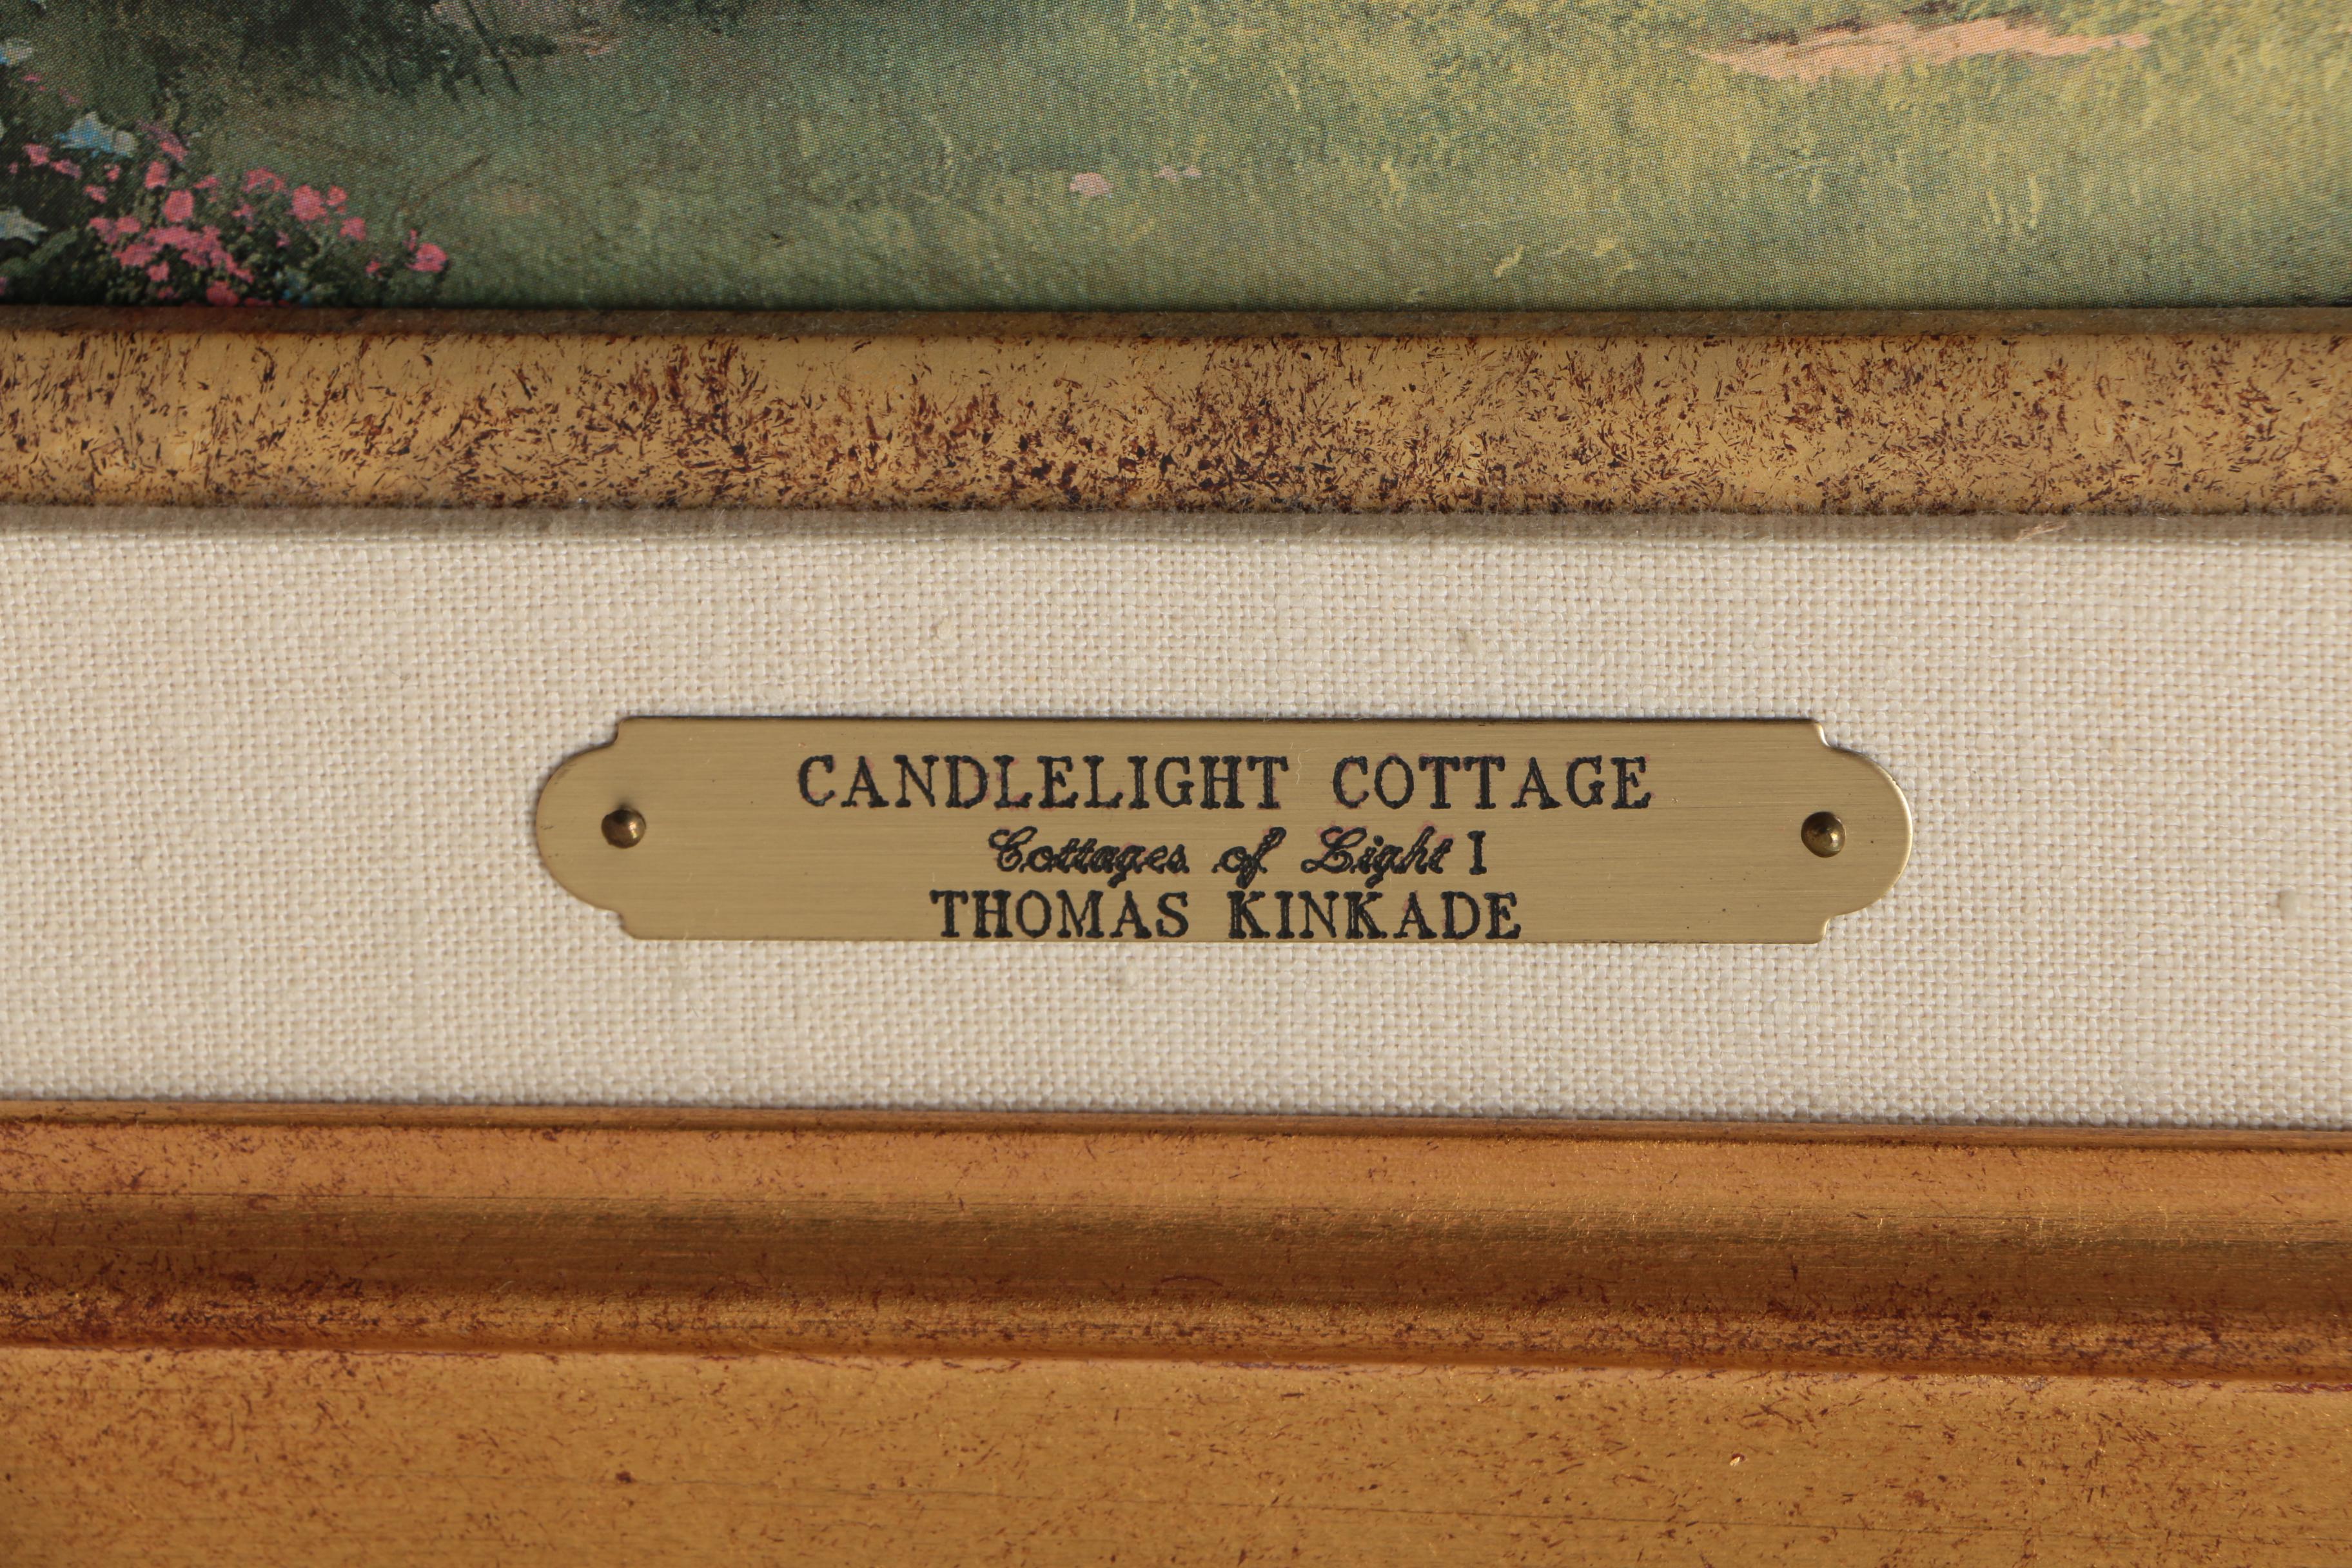 CANDLELIGHT COTTAGE
Cottages of Light I
THOMAS KINKADE